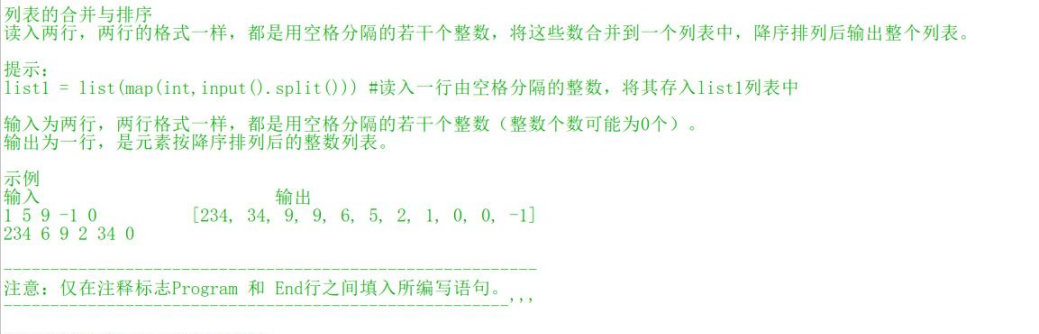 列表的合并与排序
读入两行，两行的格式一样，都是用空格分隔的若干个整数，将这些数合并到一个列表中，降序排列后输出整个列表。
提示：
list1 = list(map(int,input().split())) #读入一行由空格分隔的整数，将其存入list1列表中
输入为两行，两行格式一样，都是用空格分隔的若干个整数（整数个数可能为0个）。
输出为一行，是元素按降序排列后的整数列表。
示例
输入 输出
1 5 9 -1 0 [234, 34, 9, 9, 6, 5, 2, 1, 0, 0, -1]
234 6 9 2 34 0
----------------------------------------------------------
注意：仅在注释标志Program 和 End行之间填入所编写语句。
-------------------------------------------------------'''